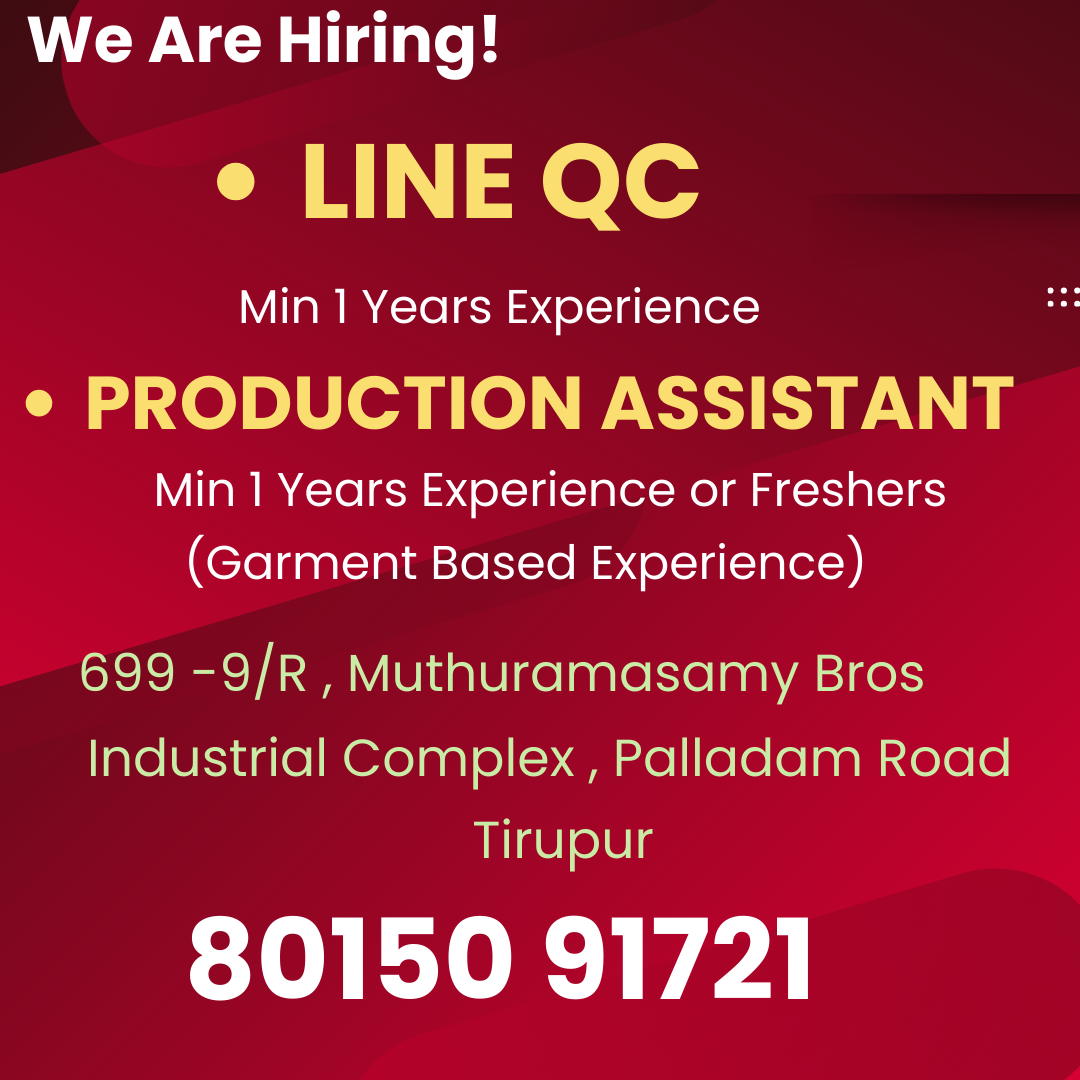 We Are Hiring!
• LINE QC
Min 1 Years Experience
• PRODUCTION ASSISTANT
Min 1 Years Experience or Freshers
(Garment Based Experience)
699 -9/R , Muthuramasamy Bros
Industrial Complex , Palladam Road
Tirupur
80150 91721